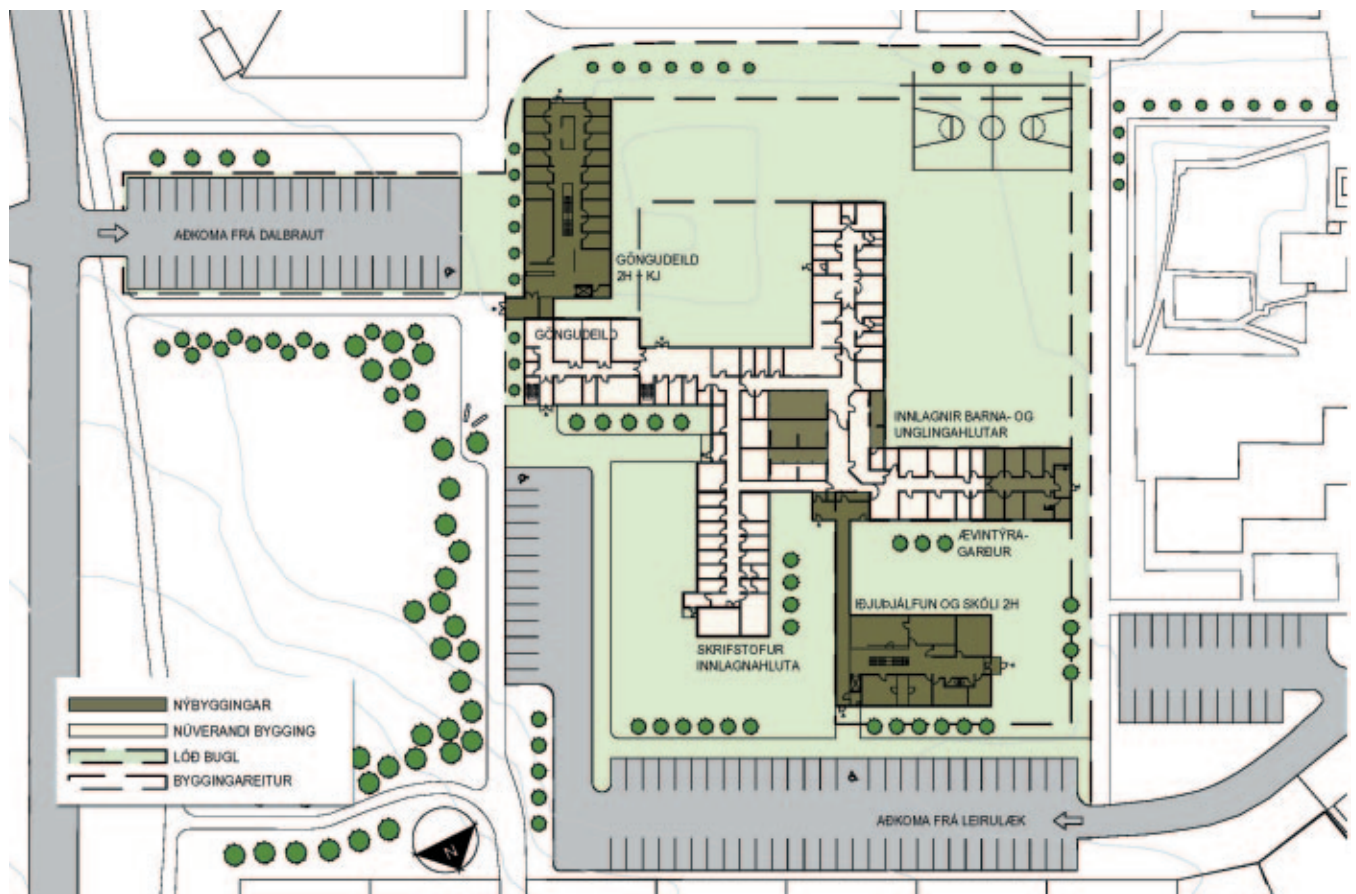 AÐKOMA FRÁ DALBRAUT
GÖNGUDEILD
2H + KJ
GÖNGUDEILD
INNLAGNIR BARNA- OG
UNGLINGAHLUTAR
ÆVINTÝRA-
GARÐUR
IÐJUÞJÁLFUN OG SKÓLI 2H
SKRIFSTOFUR
INNLAGNAHLUTA
NÝBYGGINGAR
NÚVERANDI BYGGING
LÓÐ BUGL
BYGGINGAREITUR
AÐKOMA FRÁ LEIRULÆK
N